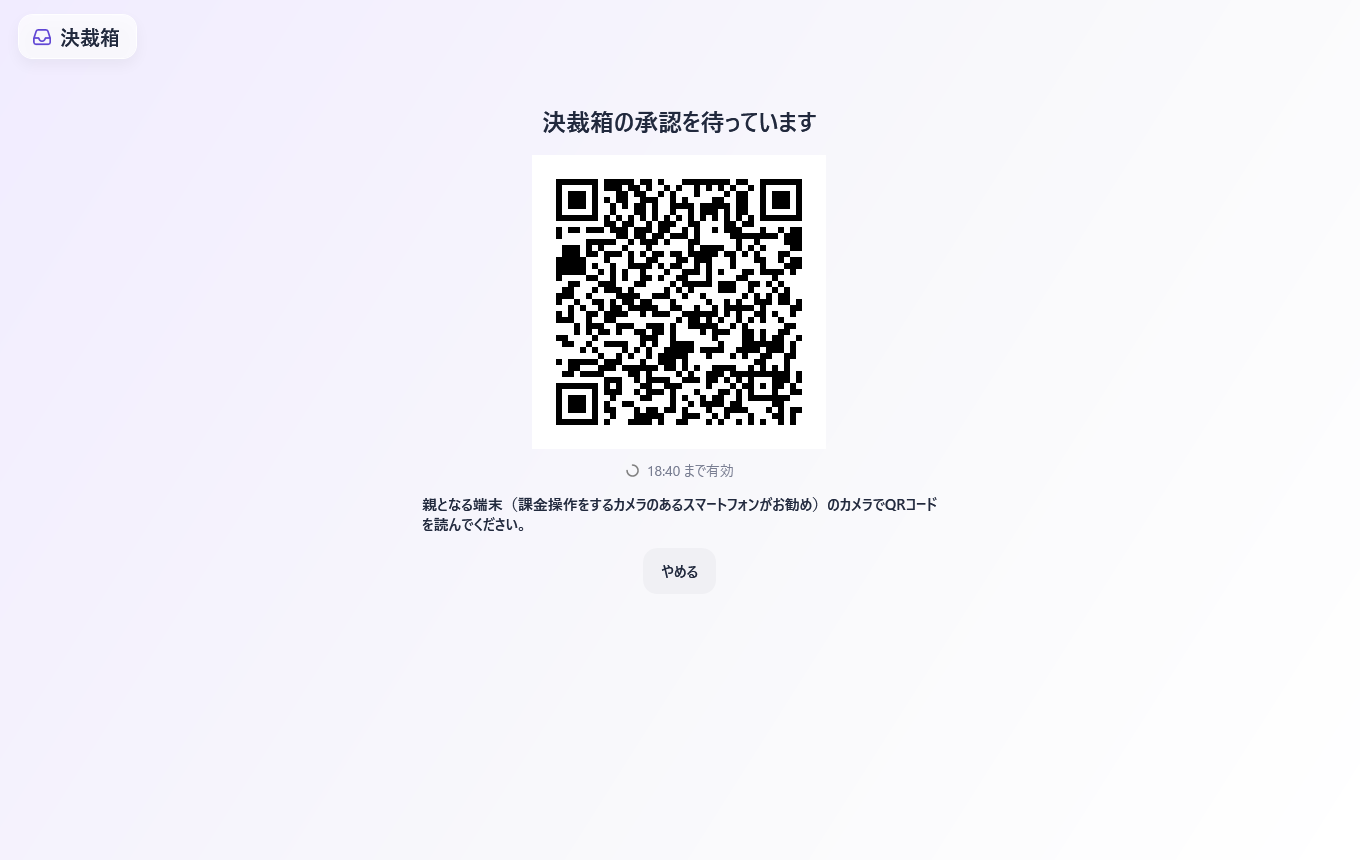 決裁箱
決裁箱の承認を待っています
18:40 まで有効
親となる端末（課金操作をするカメラのあるスマートフォンがお勧め）のカメラでQRコード
を読んでください。
やめる